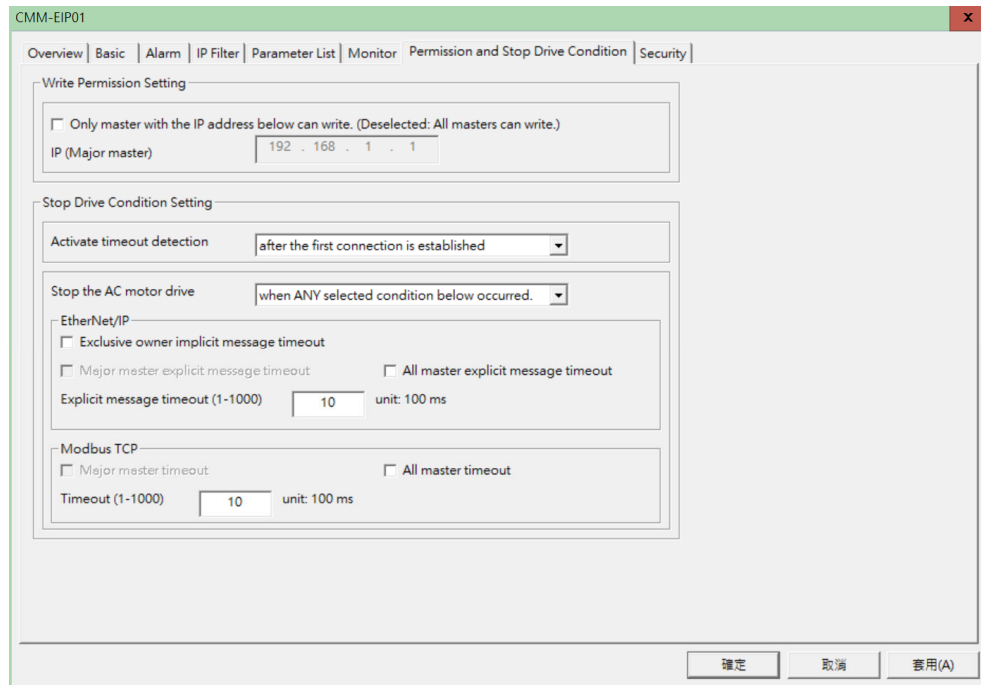 CMM-EIP01
x
Overview Basic Alarm IP Filter Parameter List Monitor Permission and Stop Drive Condition Security
Write Permission Setting
Only master with the IP address below can write. (Deselected: All masters can write.)
IP (Major master) 192 . 168 . 1 . 1
Stop Drive Condition Setting
Activate timeout detection after the first connection is established
Stop the AC motor drive when ANY selected condition below occurred.
EtherNet/IP
Exclusive owner implicit message timeout
Major master explicit message timeout All master explicit message timeout
Explicit message timeout (1-1000) 10 unit: 100 ms
Modbus TCP
Major master timeout All master timeout
Timeout (1-1000) 10 unit: 100 ms
確定 取消 套用(A)